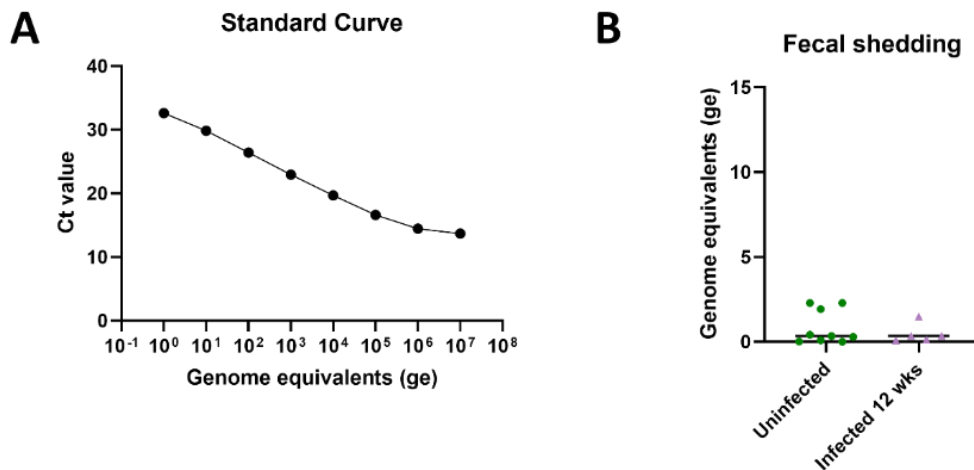 A
Standard Curve
Ct value
40
30
20
10
0
10-1 10⁰ 10¹ 10² 10³ 10⁴ 10⁵ 10⁶ 10⁷ 10⁸
Genome equivalents (ge)
B
Fecal shedding
Genome equivalents (ge)
15
10
5
0
Uninfected
Infected 12 wks